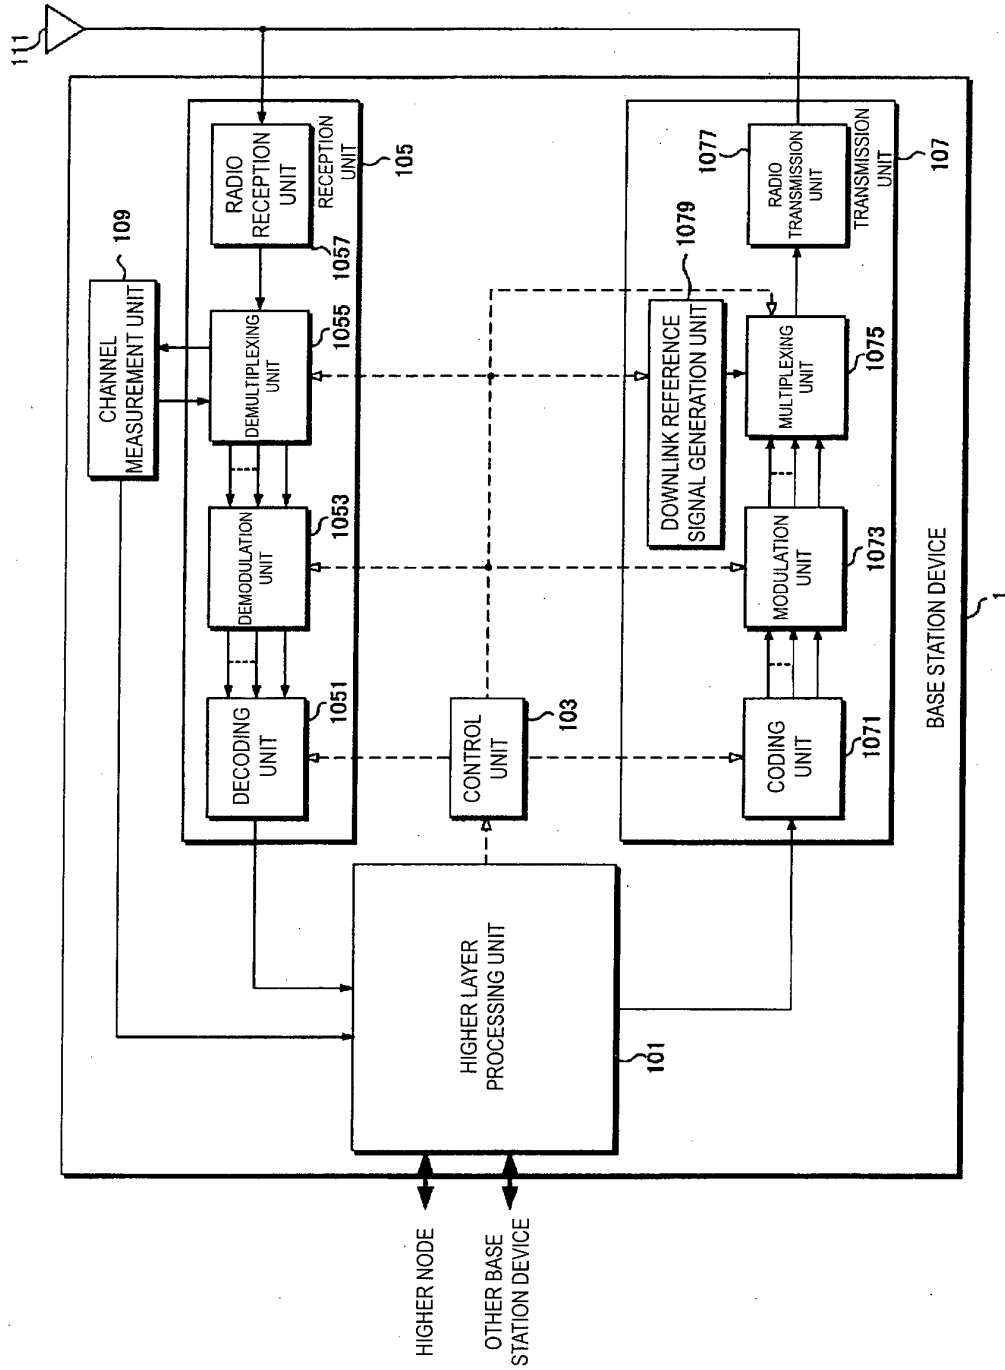 111
109
CHANNEL
MEASUREMENT UNIT
RADIO
RECEPTION
UNIT
RECEPTION
UNIT
105
1057
DEMULTIPLEXING
UNIT
1055
DEMODULATION
UNIT
1053
DECODING
UNIT
1051
HIGHER NODE
OTHER BASE
STATION DEVICE
HIGHER LAYER
PROCESSING UNIT
101
CONTROL
UNIT
103
CODING
UNIT
1071
MODULATION
UNIT
1073
DOWNLINK REFERENCE
SIGNAL GENERATION UNIT
1079
MULTIPLEXING
UNIT
1075
1077
RADIO
TRANSMISSION
UNIT
TRANSMISSION
UNIT
107
BASE STATION DEVICE
1